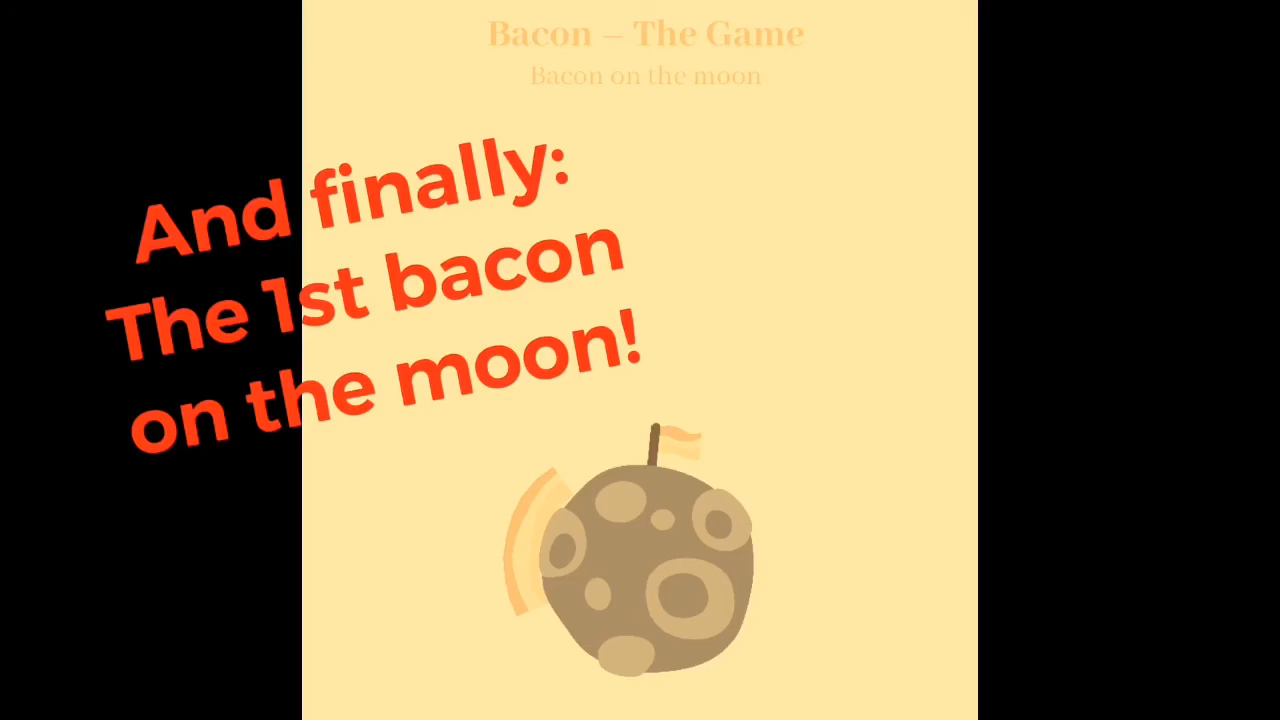 Bacon – The Game
Bacon on the moon
And finally:
The 1st bacon
on the moon!